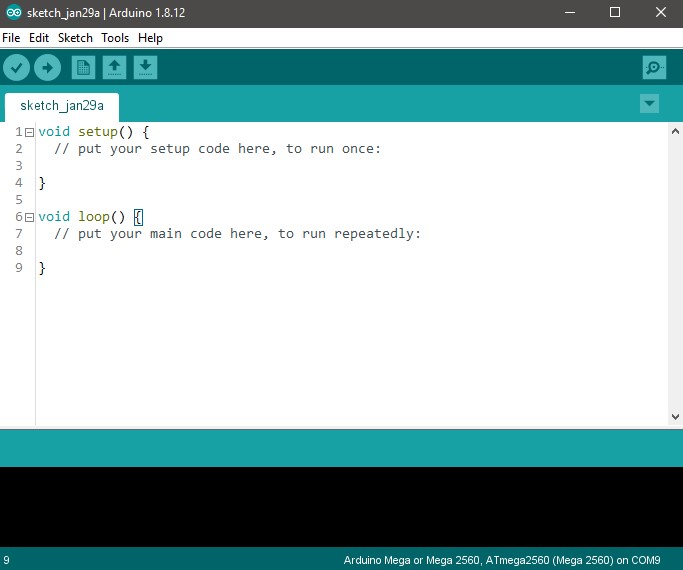 sketch_jan29a | Arduino 1.8.12
File Edit Sketch Tools Help
sketch_jan29a
1 void setup() {
2   // put your setup code here, to run once:
3
4 }
5
6 void loop() {
7   // put your main code here, to run repeatedly:
8
9 }
9 Arduino Mega or Mega 2560, ATmega2560 (Mega 2560) on COM9